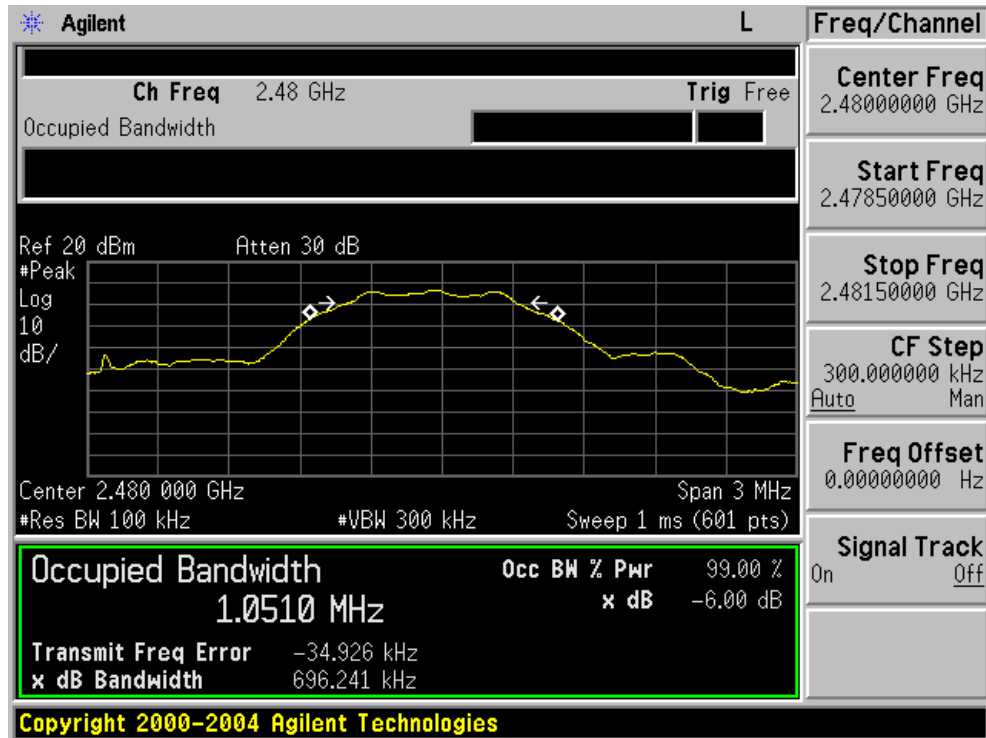 Agilent L
Freq/Channel
Ch Freq 2.48 GHz Trig Free
Occupied Bandwidth
Center Freq
2.48000000 GHz
Start Freq
2.47850000 GHz
Stop Freq
2.48150000 GHz
CF Step
300.000000 kHz
Auto Man
Freq Offset
0.00000000 Hz
Signal Track
On Off
Ref 20 dBm Atten 30 dB
#Peak
Log
10
dB/
Center 2.480 000 GHz Span 3 MHz
#Res BW 100 kHz #VBW 300 kHz Sweep 1 ms (601 pts)
Occupied Bandwidth Occ BW % Pwr 99.00 %
1.0510 MHz x dB -6.00 dB
Transmit Freq Error -34.926 kHz
x dB Bandwidth 696.241 kHz
Copyright 2000-2004 Agilent Technologies